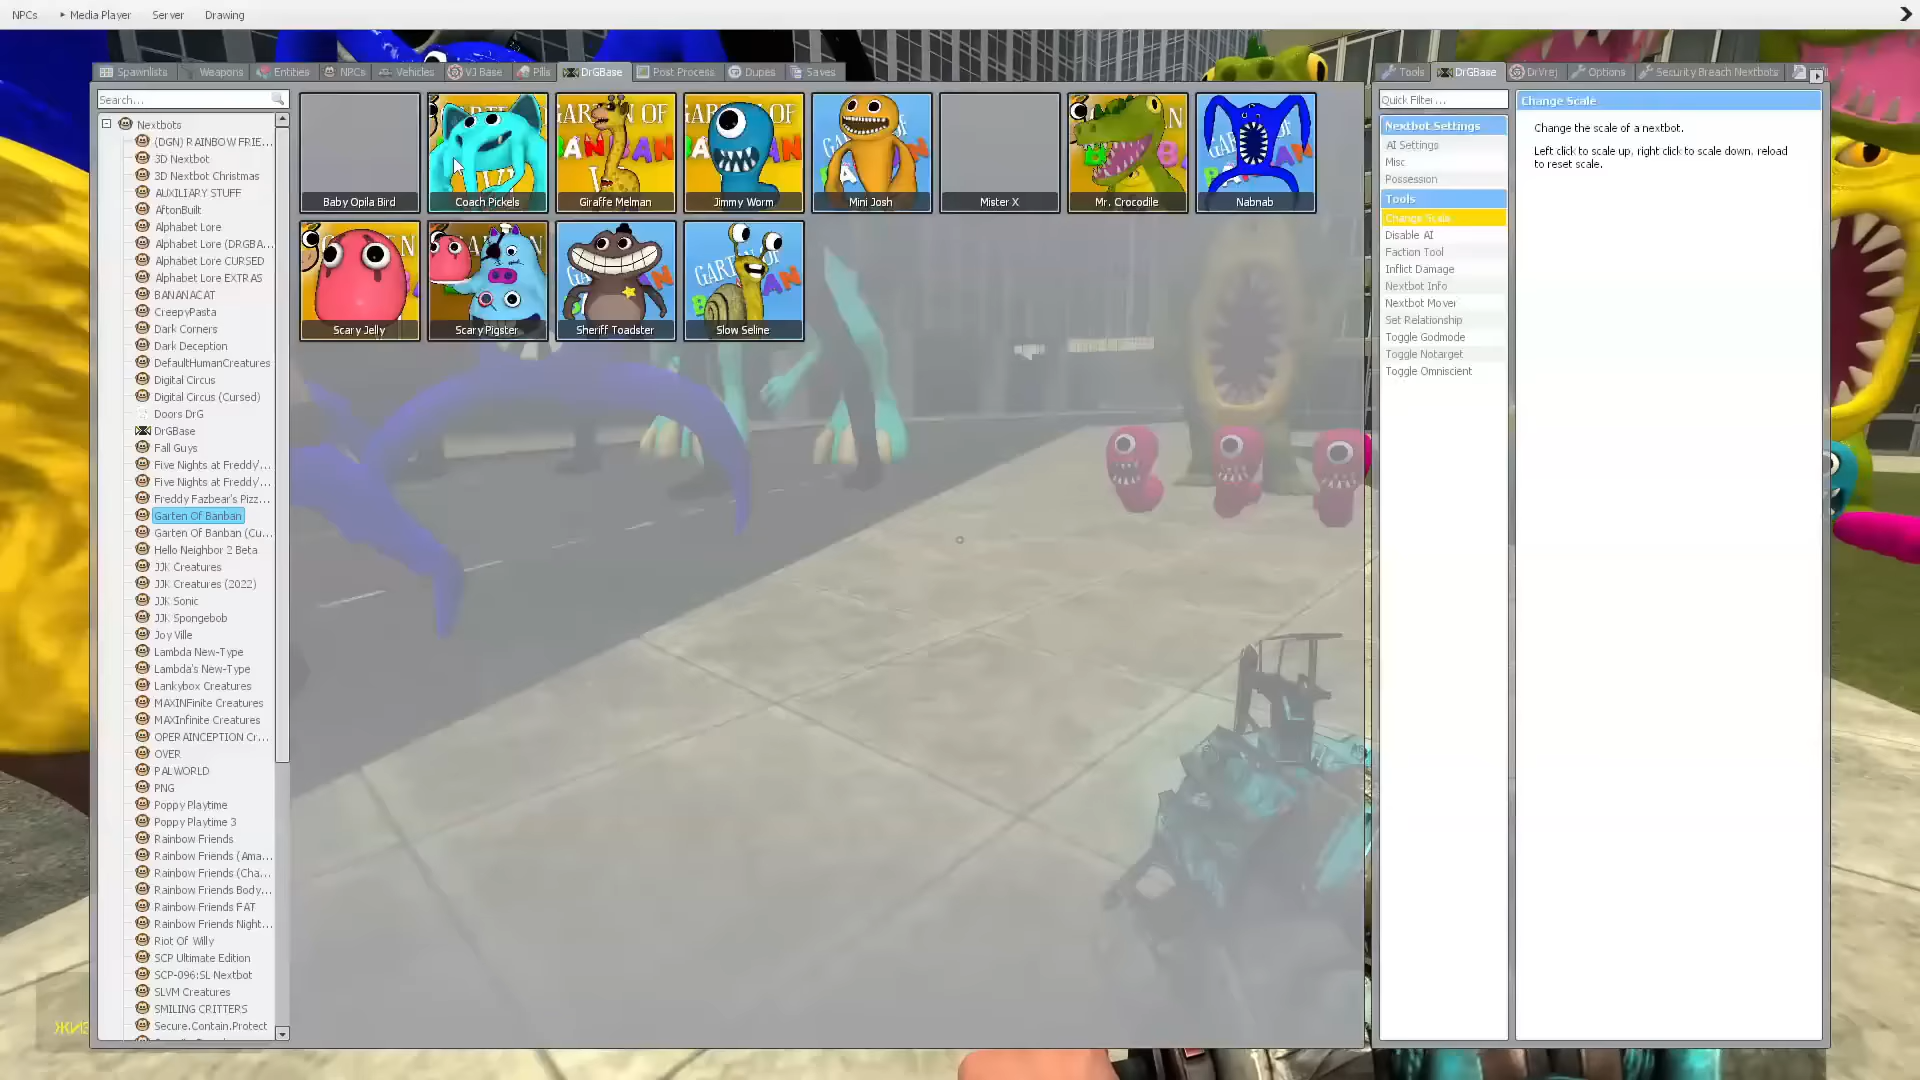 NPCs
Media Player
Server
Drawing
Spawnlists
Weapons
Entities
NPCs
Vehicles
VJ Base
Pills
DrGBase
Post Process
Dupes
Saves
Search...
Nextbots
(DGN) RAINBOW FRIE...
3D Nextbot
3D Nextbot Christmas
AUXILIARY STUFF
AftonBuilt
Alphabet Lore
Alphabet Lore (DRGBA...
Alphabet Lore CURSED
Alphabet Lore EXTRAS
BANANACAT
CreepyPasta
Dark Corners
Dark Deception
DefaultHumanCreatures
Digital Circus
Digital Circus (Cursed)
Doors DrG
DrGBase
Fall Guys
Five Nights at Freddy'...
Five Nights at Freddy'...
Freddy Fazbear's Pizz...
Garten Of Banban
Garten Of Banban (Cu...
Hello Neighbor 2 Beta
JJK Creatures
JJK Creatures (2022)
JJK Sonic
JJK Spongebob
Joy Ville
Lambda New-Type
Lambda's New-Type
Lankybox Creatures
MAXINFinite Creatures
MAXInfinite Creatures
OPERAINCEPTION Cr...
OVER
PALWORLD
PNG
Poppy Playtime
Poppy Playtime 3
Rainbow Friends
Rainbow Friends (Ama...
Rainbow Friends (Cha...
Rainbow Friends Body...
Rainbow Friends FAT
Rainbow Friends Night...
Riot Of Willy
SCP Ultimate Edition
SCP-096:SL Nextbot
SLVM Creatures
SMILING CRITTERS
Secure.Contain.Protect
Baby Opila Bird
Coach Pickels
Giraffe Melman
Jimmy Worm
Mini Josh
Mister X
Mr. Crocodile
Nabnab
Scary Jelly
Scary Pigster
Sheriff Toadster
Slow Seline
Tools
DrGBase
DrVrej
Options
Security Breach Nextbots
Quick Filter...
Nextbot Settings
AI Settings
Misc
Possession
Tools
Change Scale
Disable AI
Faction Tool
Inflict Damage
Nextbot Info
Nextbot Mover
Set Relationship
Toggle Godmode
Toggle Notarget
Toggle Omniscient
Change Scale
Change the scale of a nextbot.
Left click to scale up, right click to scale down, reload
to reset scale.